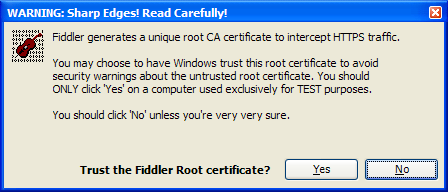 WARNING: Sharp Edges! Read Carefully!
Fiddler generates a unique root CA certificate to intercept HTTPS traffic.
You may choose to have Windows trust this root certificate to avoid
security warnings about the untrusted root certificate. You should
ONLY click 'Yes' on a computer used exclusively for TEST purposes.
You should click 'No' unless you're very very sure.
Trust the Fiddler Root certificate? Yes No